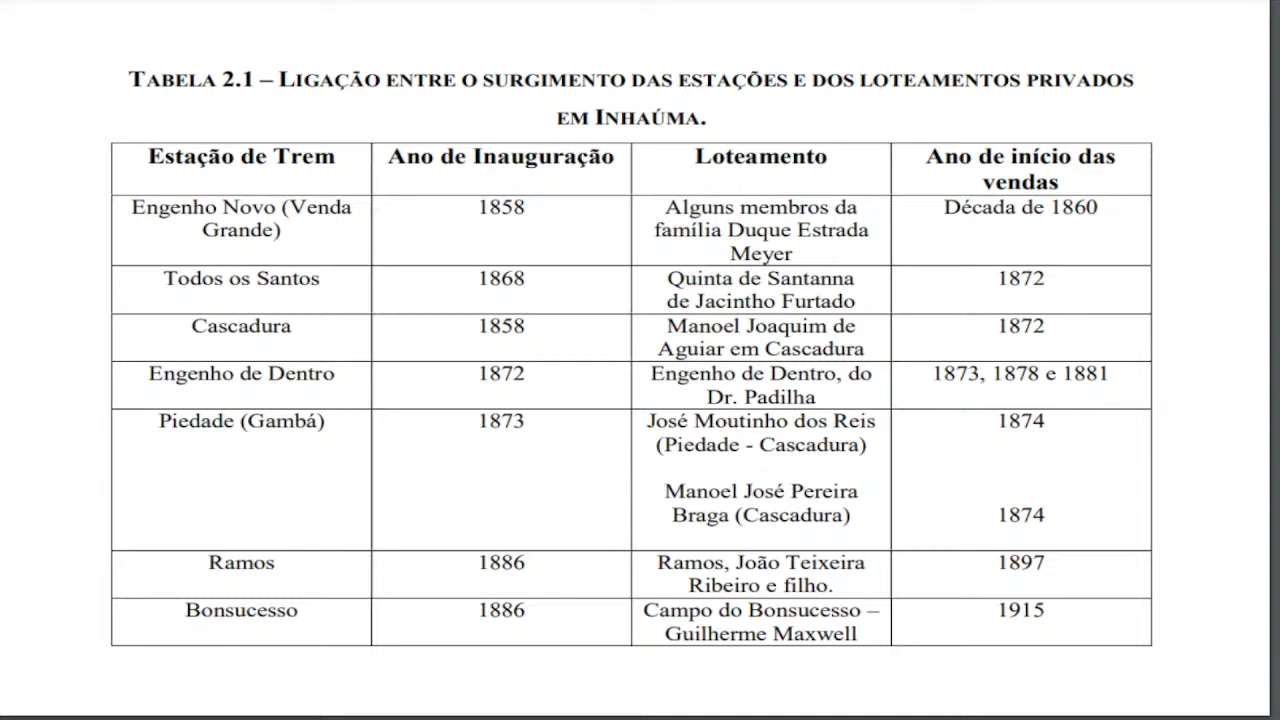 TABELA 2.1 – LIGAÇÃO ENTRE O SURGIMENTO DAS ESTAÇÕES E DOS LOTEAMENTOS PRIVADOS
EM INHAÚMA.
Estação de Trem Ano de Inauguração Loteamento Ano de início das
vendas
Engenho Novo (Venda 1858 Alguns membros da Década de 1860
Grande) família Duque Estrada
Meyer
Todos os Santos 1868 Quinta de Santanna 1872
de Jacintho Furtado
Cascadura 1858 Manoel Joaquim de 1872
Aguiar em Cascadura
Engenho de Dentro 1872 Engenho de Dentro, do 1873, 1878 e 1881
Dr. Padilha
Piedade (Gambá) 1873 José Moutinho dos Reis 1874
(Piedade - Cascadura)
Manoel José Pereira
Braga (Cascadura) 1874
Ramos 1886 Ramos, João Teixeira 1897
Ribeiro e filho.
Bonsucesso 1886 Campo do Bonsucesso – 1915
Guilherme Maxwell